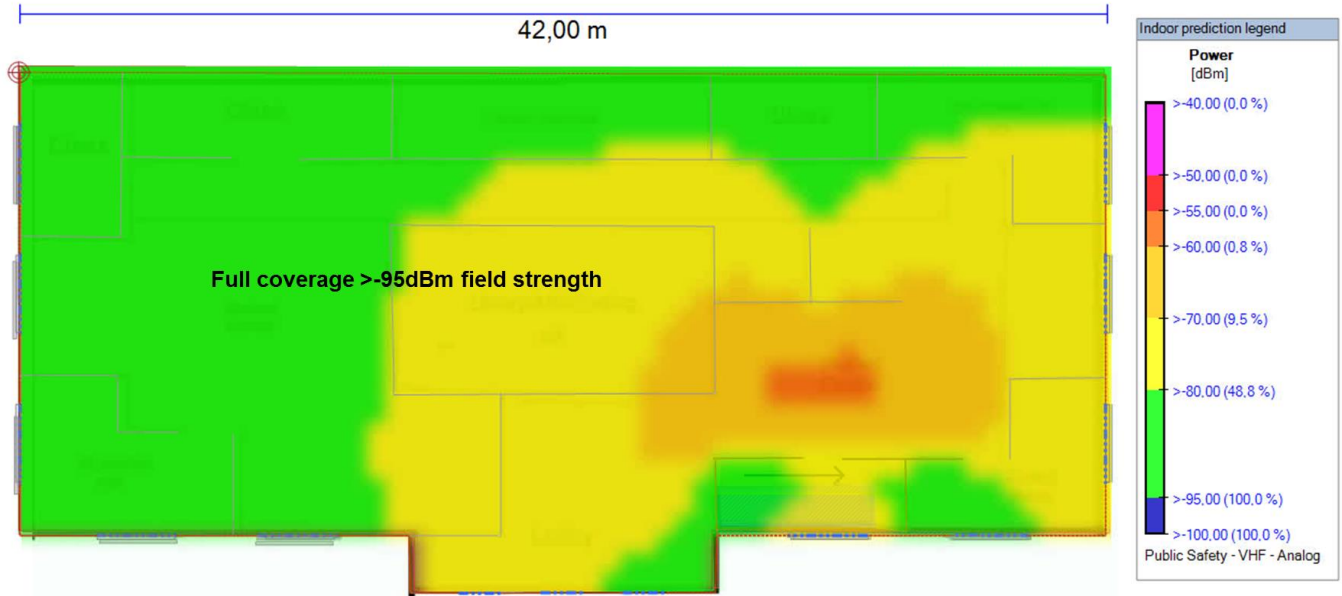 42,00 m
Full coverage >-95dBm field strength
Indoor prediction legend
Power
[dBm]
>-40,00 (0,0 %)
>-50,00 (0,0 %)
>-55,00 (0,0 %)
>-60,00 (0,8 %)
>-70,00 (9,5 %)
>-80,00 (48,8 %)
>-95,00 (100,0 %)
>-100,00 (100,0 %)
Public Safety - VHF - Analog